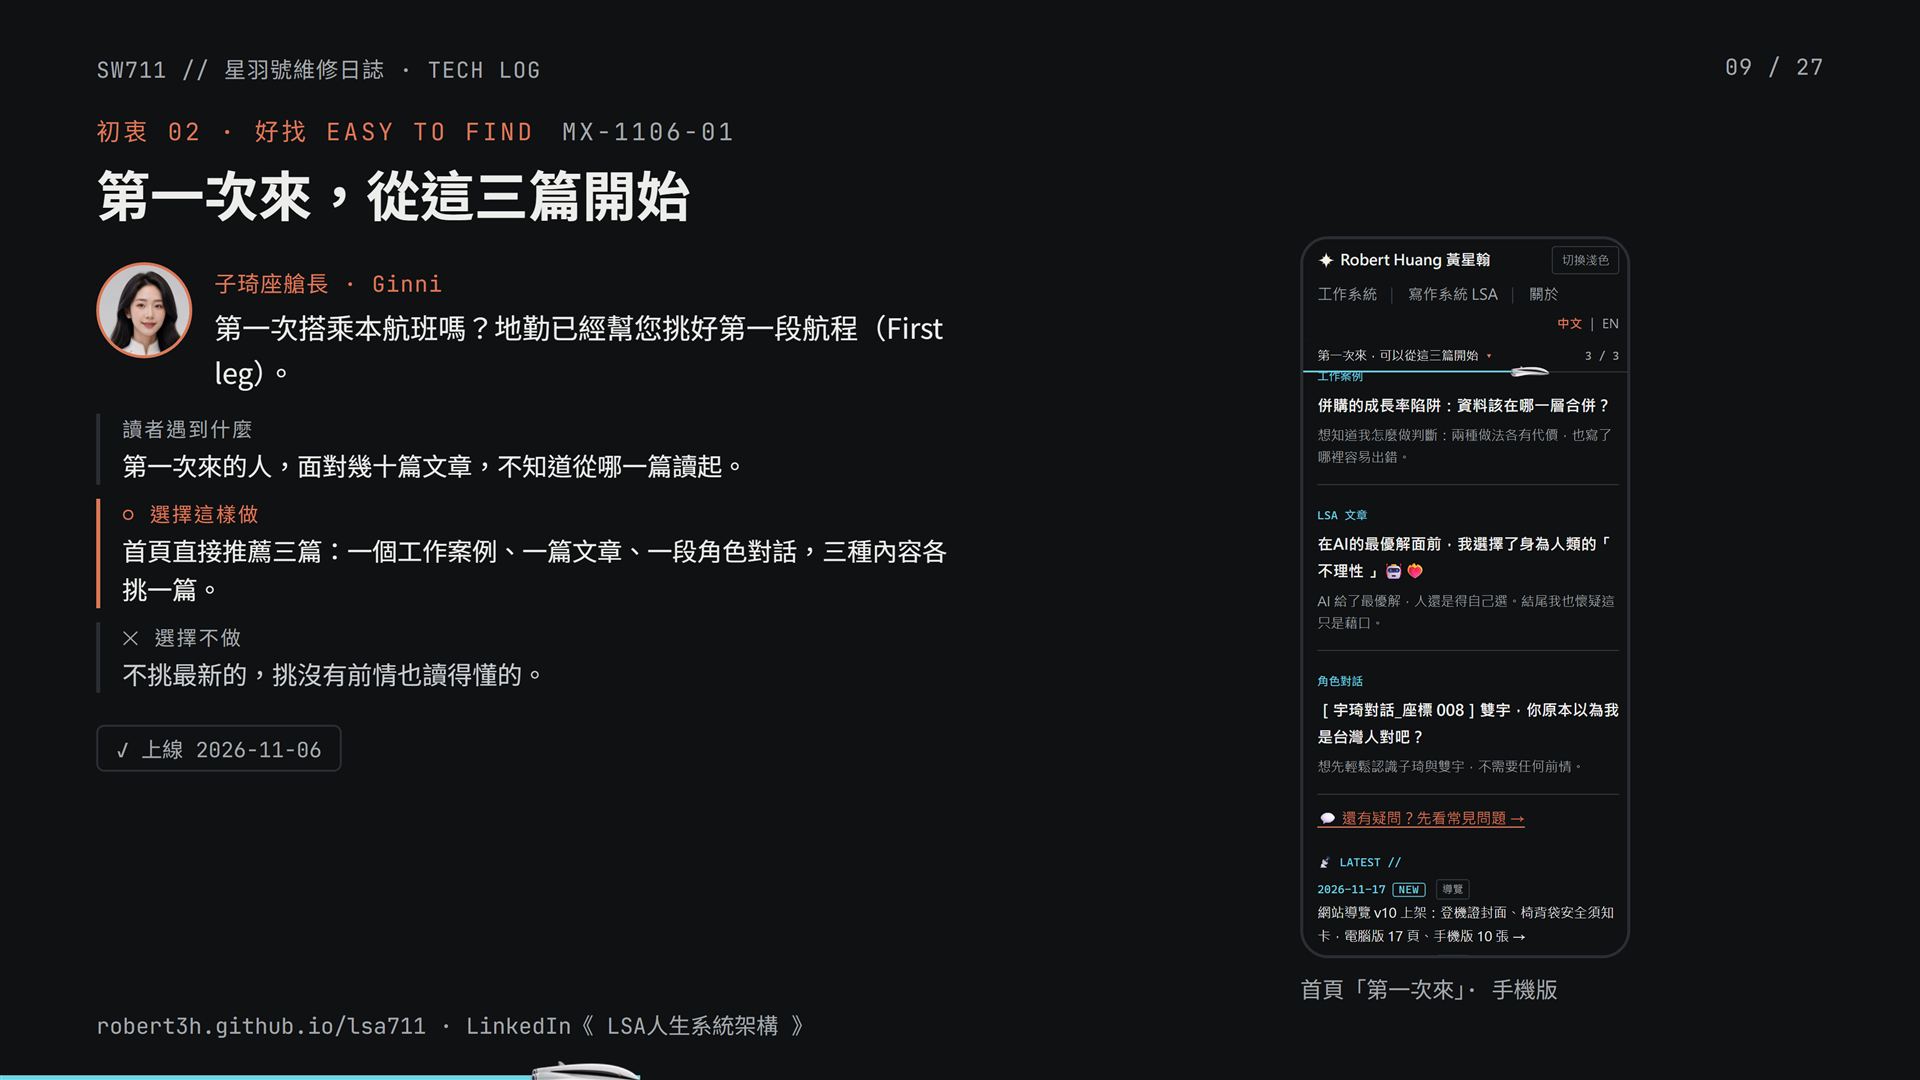 SW711 // 星羽號維修日誌 · TECH LOG
09 / 27
初衷 02 · 好找 EASY TO FIND MX-1106-01
第一次來，從這三篇開始
子琦座艙長 · Ginni
第一次搭乘本航班嗎？地勤已經幫您挑好第一段航程（First
leg）。
讀者遇到什麼
第一次來的人，面對幾十篇文章，不知道從哪一篇讀起。
○ 選擇這樣做
首頁直接推薦三篇：一個工作案例、一篇文章、一段角色對話，三種內容各
挑一篇。
× 選擇不做
不挑最新的，挑沒有前情也讀得懂的。
✓ 上線 2026-11-06
✦ Robert Huang 黃星翰
切換淺色
工作系統 | 寫作系統 LSA | 關於
中文 | EN
第一次來，可以從這三篇開始 ▾ 3 / 3
工作案例
併購的成長率陷阱：資料該在哪一層合併？
想知道我怎麼做判斷：兩種做法各有代價，也寫了
哪裡容易出錯。
LSA 文章
在AI的最優解面前，我選擇了身為人類的「
不理性 」🤖❤️
AI 給了最優解，人還是得自己選。結尾我也懷疑這
只是藉口。
角色對話
[ 宇琦對話_座標 008 ] 雙宇，你原本以為我
是台灣人對吧？
想先輕鬆認識子琦與雙宇，不需要任何前情。
💬 還有疑問？先看常見問題 →
LATEST //
2026-11-17 NEW 導覽
網站導覽 v10 上架：登機證封面、椅背袋安全須知
卡，電腦版 17 頁、手機版 10 張 →
首頁「第一次來」· 手機版
robert3h.github.io/lsa711 · LinkedIn《 LSA人生系統架構 》